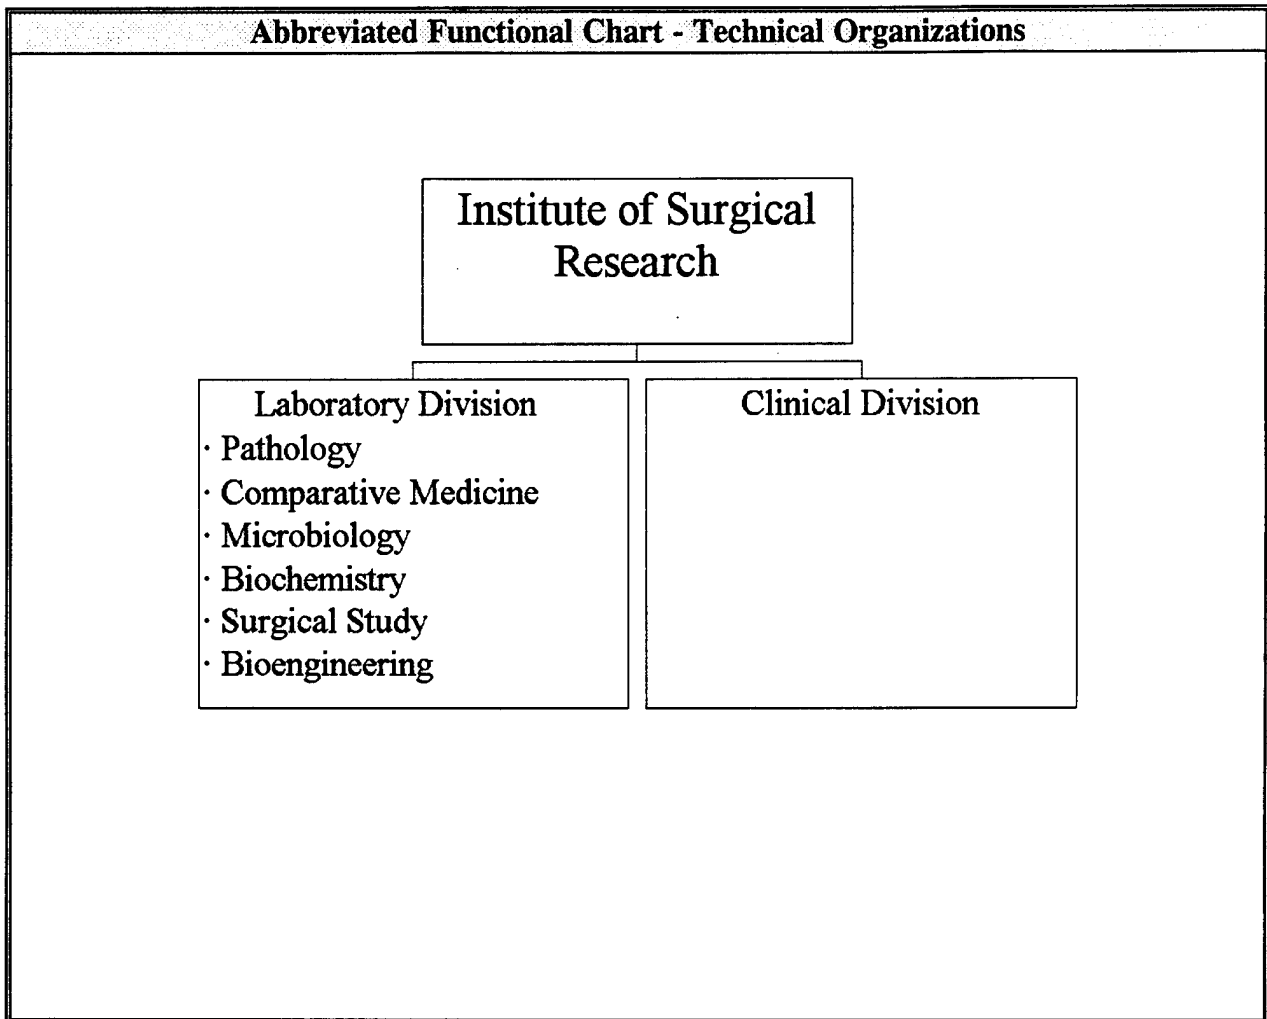 Abbreviated Functional Chart - Technical Organizations
Institute of Surgical
Research
Laboratory Division
· Pathology
· Comparative Medicine
· Microbiology
· Biochemistry
· Surgical Study
· Bioengineering
Clinical Division